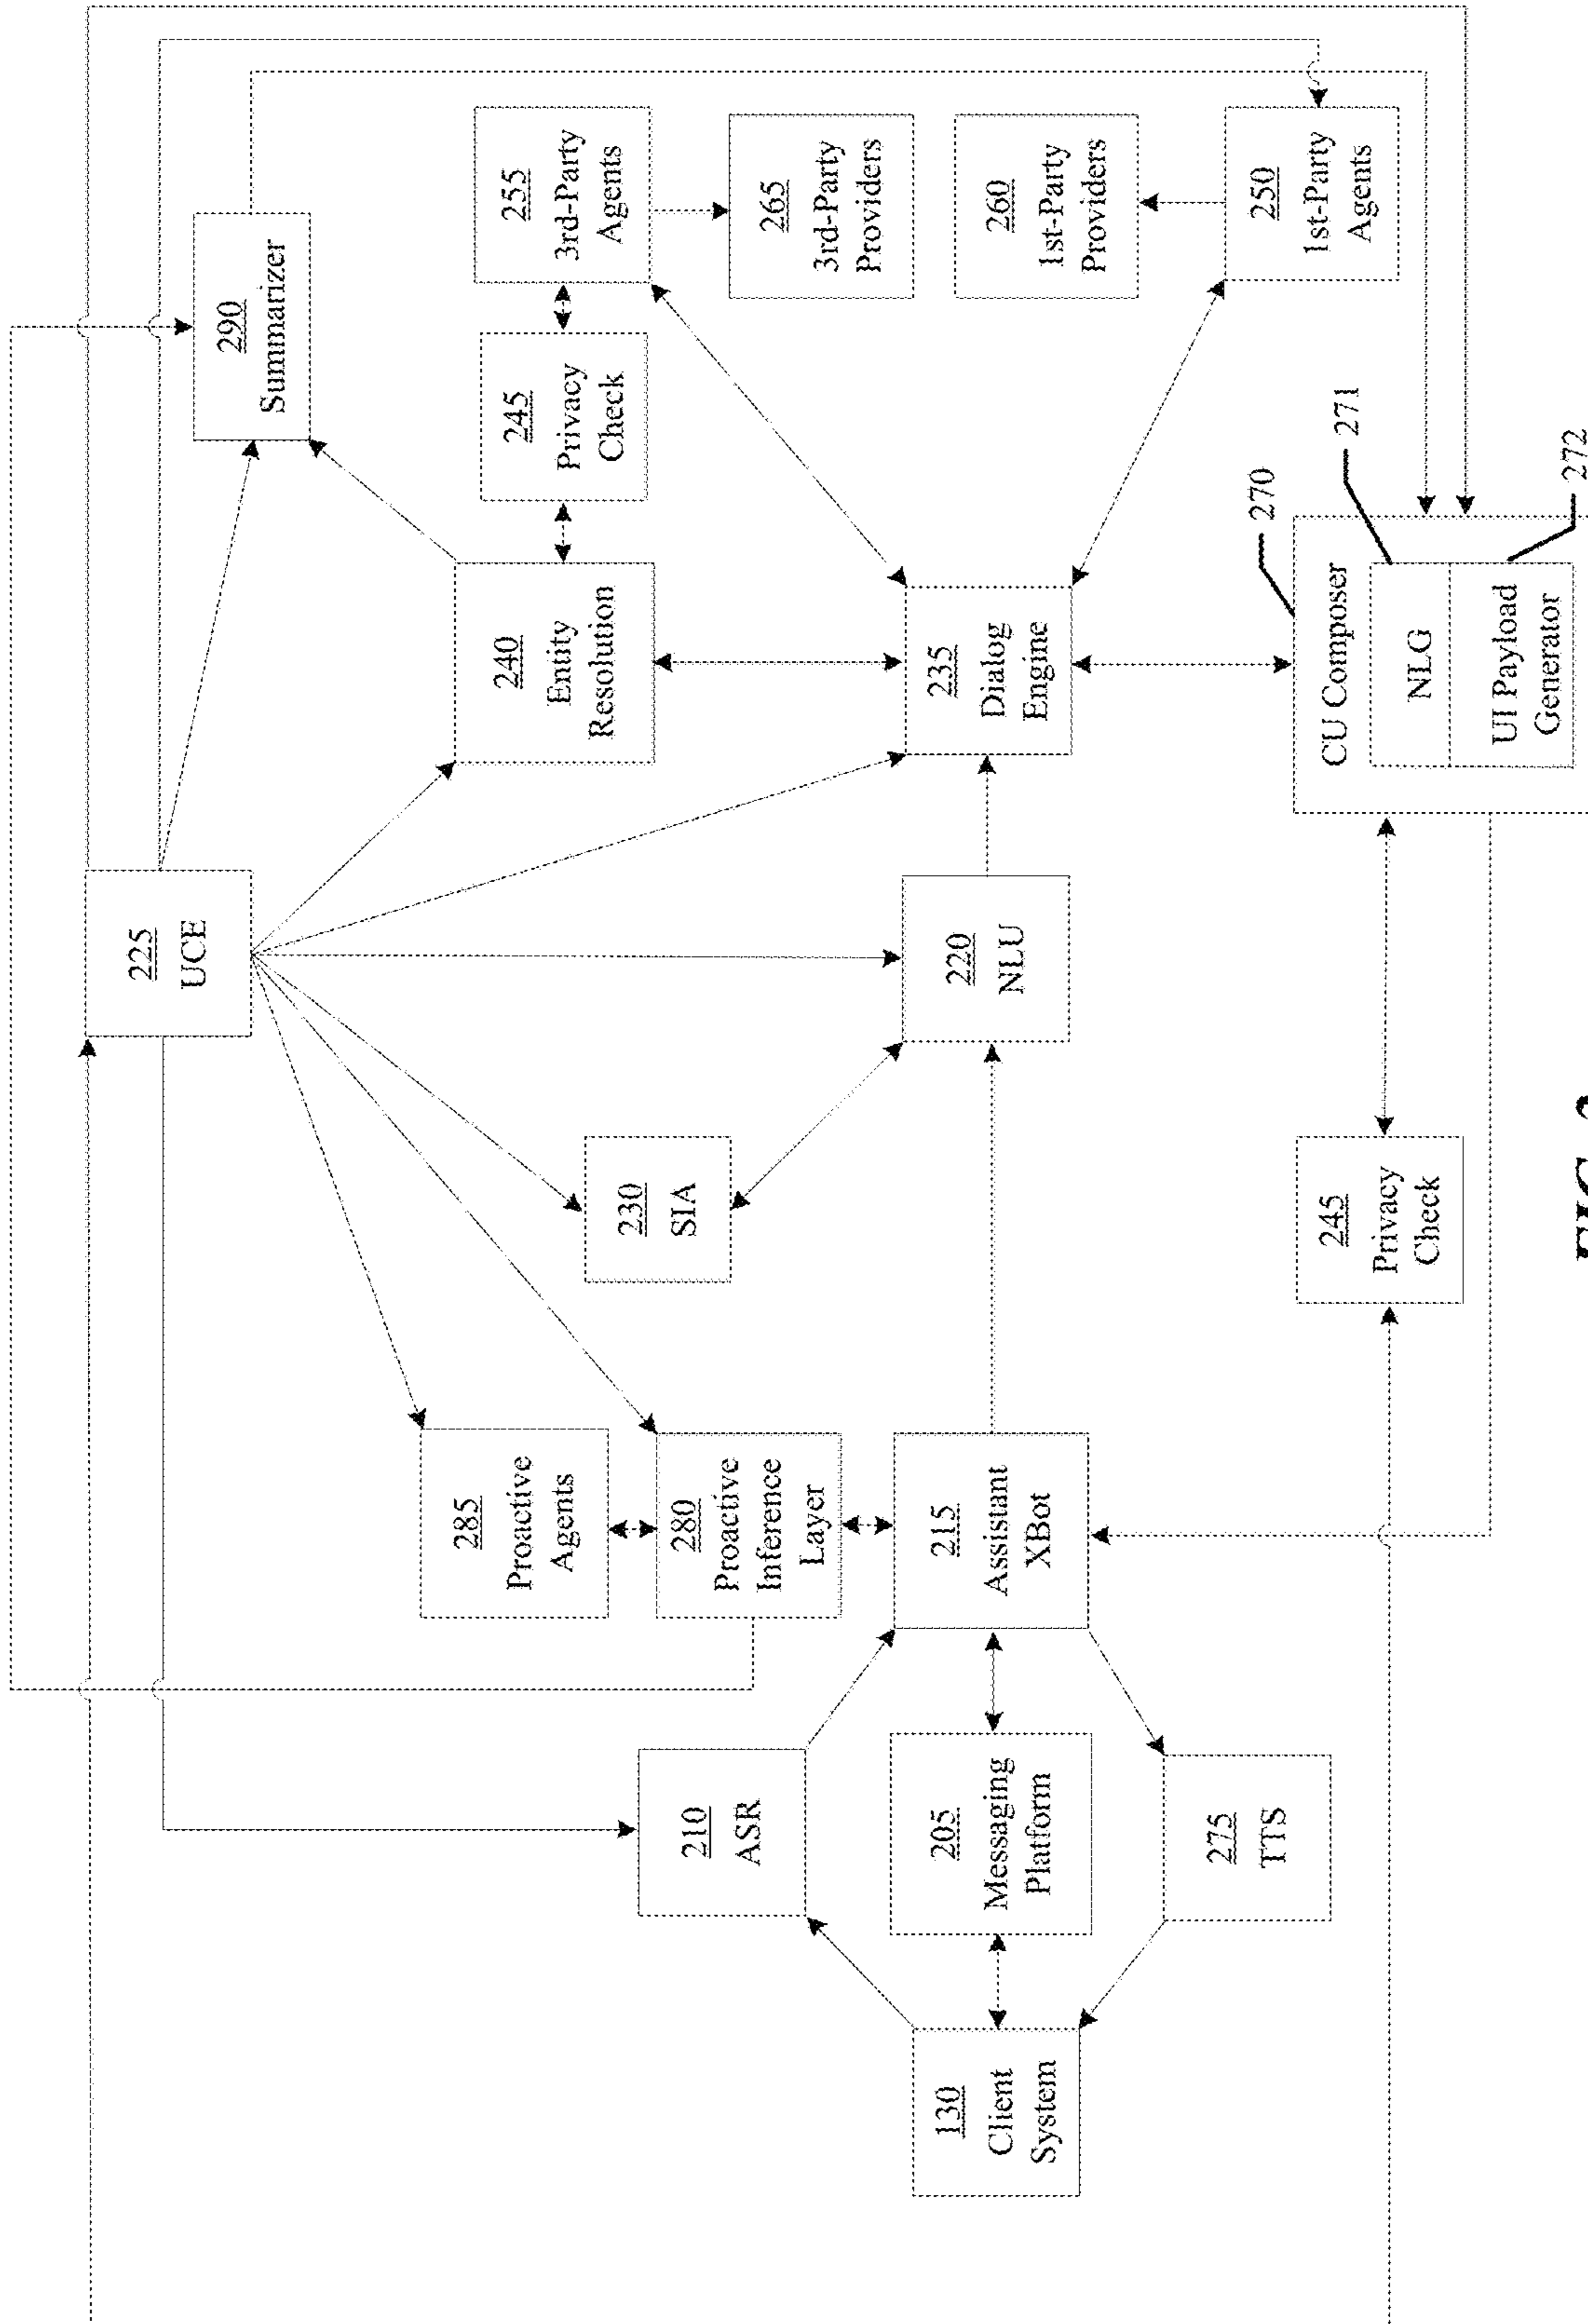 225
UCE
290
Summarizer
285
Proactive
Agents
240
Entity
Resolution
245
Privacy
Check
255
3rd-Party
Agents
210
ASR
280
Proactive
Inference
Layer
230
SIA
265
3rd-Party
Providers
130
Client
System
205
Messaging
Platform
215
Assistant
XBot
220
NLU
235
Dialog
Engine
260
1st-Party
Providers
275
TTS
250
1st-Party
Agents
245
Privacy
Check
270
CU Composer
271
NLG
UI Payload
Generator
272
FIG.